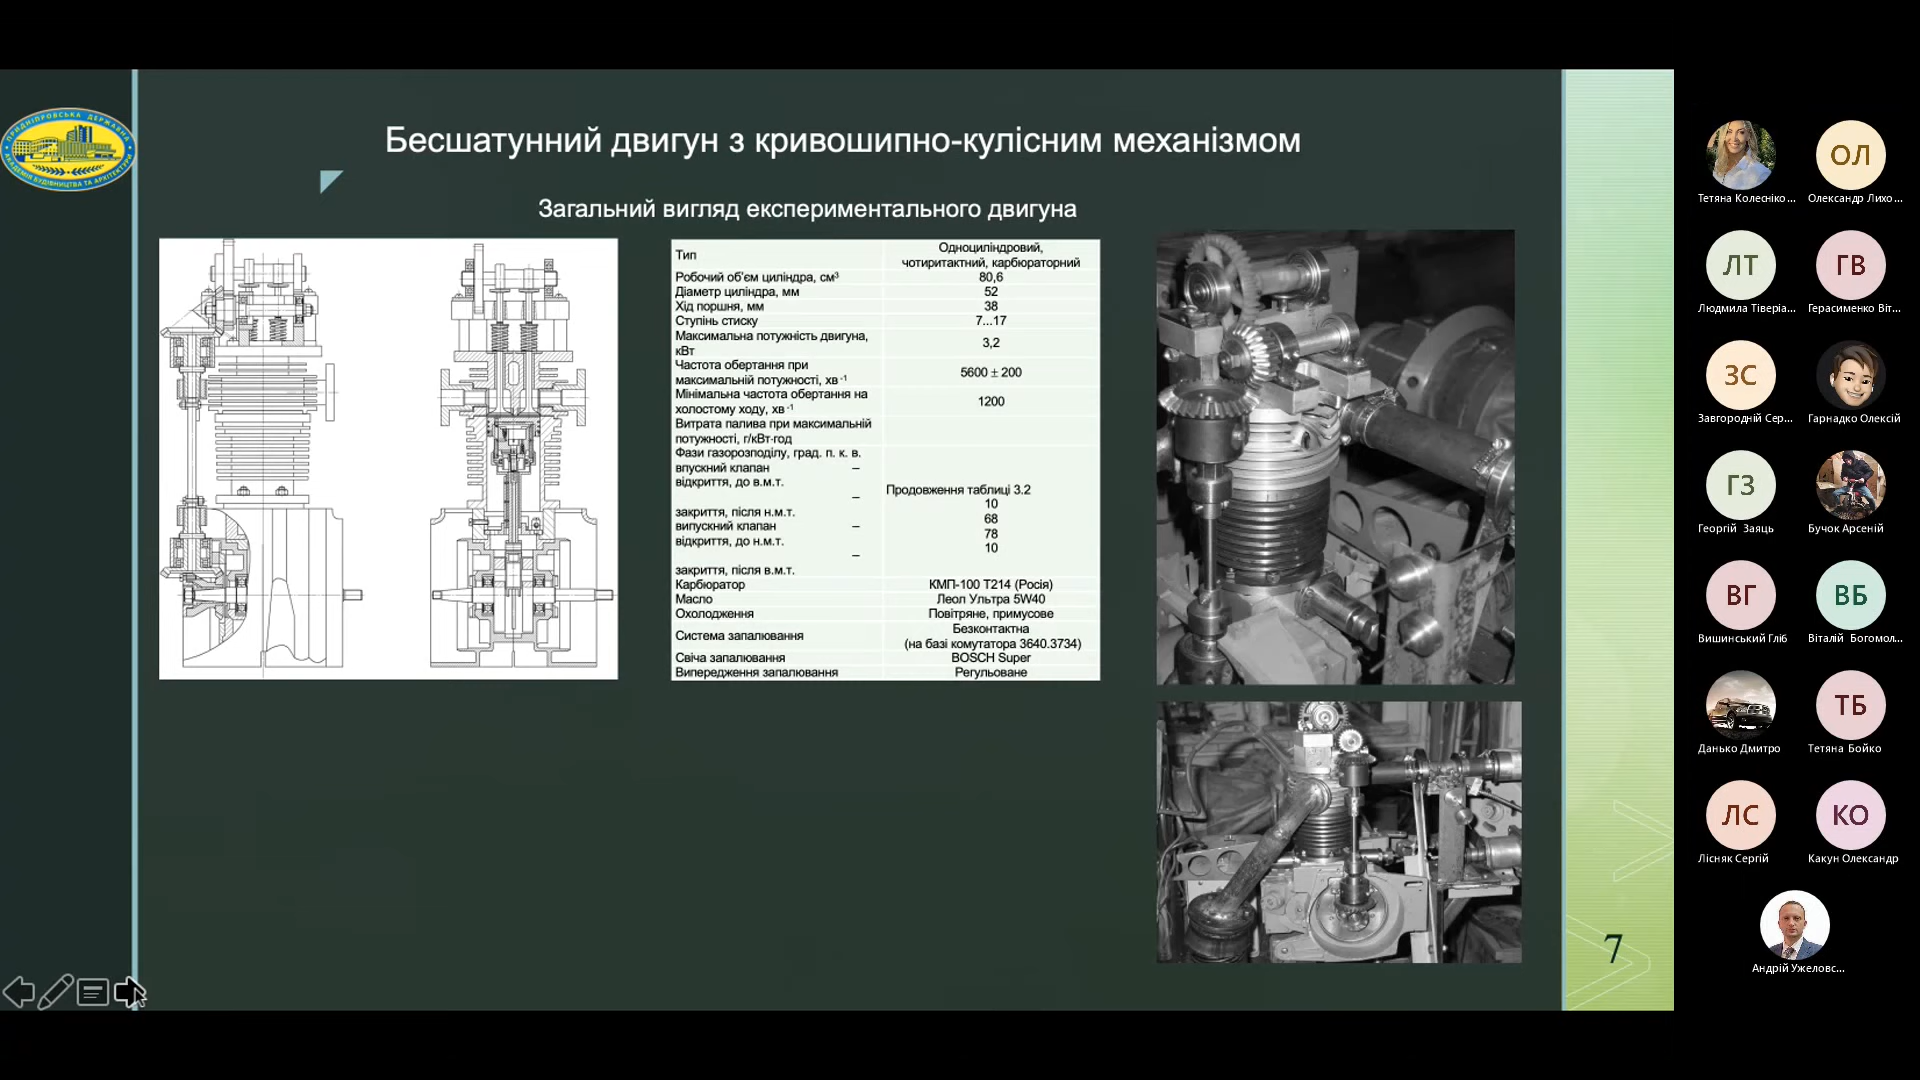 ПРИДНІПРОВСЬКА ДЕРЖАВНА
АКАДЕМІЯ БУДІВНИЦТВА ТА АРХІТЕКТУРИ
Бесшатунний двигун з кривошипно-кулісним механізмом
Загальний вигляд експериментального двигуна
Тип
Одноциліндровий,
чотиритактний, карбюраторний
Робочий об'єм циліндра, см³ 80,6
Діаметр циліндра, мм 52
Хід поршня, мм 38
Ступінь стиску 7...17
Максимальна потужність двигуна,
кВт
3,2
Частота обертання при
максимальній потужності, хв-1
5600 ± 200
Мінімальна частота обертання на
холостому ходу, хв-1
1200
Витрата палива при максимальній
потужності, г/кВт·год
Фази газорозподілу, град. п. к. в.
впускний клапан –
відкриття, до в.м.т.
–
закриття, після н.м.т.
випускний клапан –
відкриття, до н.м.т.
–
закриття, після в.м.т.
Продовження таблиці 3.2
10
68
78
10
Карбюратор КМП-100 Т214 (Росія)
Масло Леол Ультра 5W40
Охолодження Повітряне, примусове
Система запалювання
Безконтактна
(на базі комутатора 3640.3734)
Свіча запалювання BOSCH Super
Випередження запалювання Регульоване
7
Тетяна Колесніко...
ОЛ
Олександр Лихо...
ЛТ
Людмила Тіверіа...
ГВ
Герасименко Віт...
ЗС
Завгородній Сер...
Гарнадко Олексій
ГЗ
Георгій Заяць
Бучок Арсеній
ВГ
Вишинський Гліб
ВБ
Віталій Богомол...
Данько Дмитро
ТБ
Тетяна Бойко
ЛС
Лісняк Сергій
КО
Какун Олександр
Андрій Ужеловс...